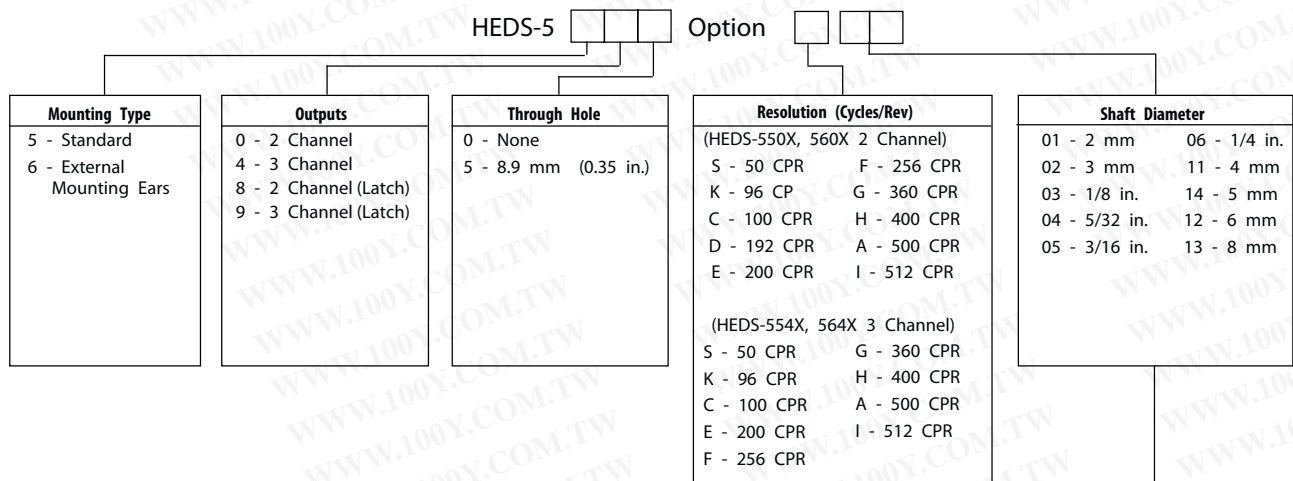 HEDS-5 Option
Mounting Type
5 - Standard
6 - External
Mounting Ears
Outputs
0 - 2 Channel
4 - 3 Channel
8 - 2 Channel (Latch)
9 - 3 Channel (Latch)
Through Hole
0 - None
5 - 8.9 mm (0.35 in.)
Resolution (Cycles/Rev)
(HEDS-550X, 560X 2 Channel)
S - 50 CPR F - 256 CPR
K - 96 CP G - 360 CPR
C - 100 CPR H - 400 CPR
D - 192 CPR A - 500 CPR
E - 200 CPR I - 512 CPR
(HEDS-554X, 564X 3 Channel)
S - 50 CPR G - 360 CPR
K - 96 CPR H - 400 CPR
C - 100 CPR A - 500 CPR
E - 200 CPR I - 512 CPR
F - 256 CPR
Shaft Diameter
01 - 2 mm 06 - 1/4 in.
02 - 3 mm 11 - 4 mm
03 - 1/8 in. 14 - 5 mm
04 - 5/32 in. 12 - 6 mm
05 - 3/16 in. 13 - 8 mm
WWW.100Y.COM.TW